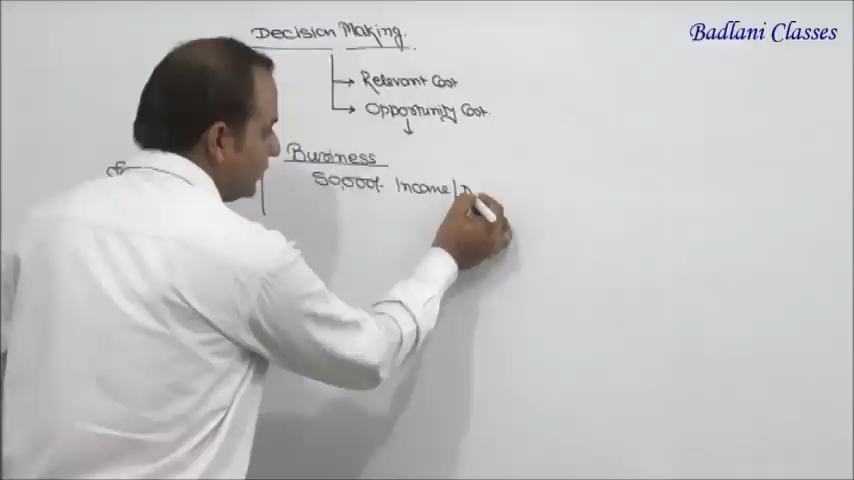 Decision Making.
Badlani Classes
Relevant Cost
Opportunity Cost
Business
50,000/- Income/